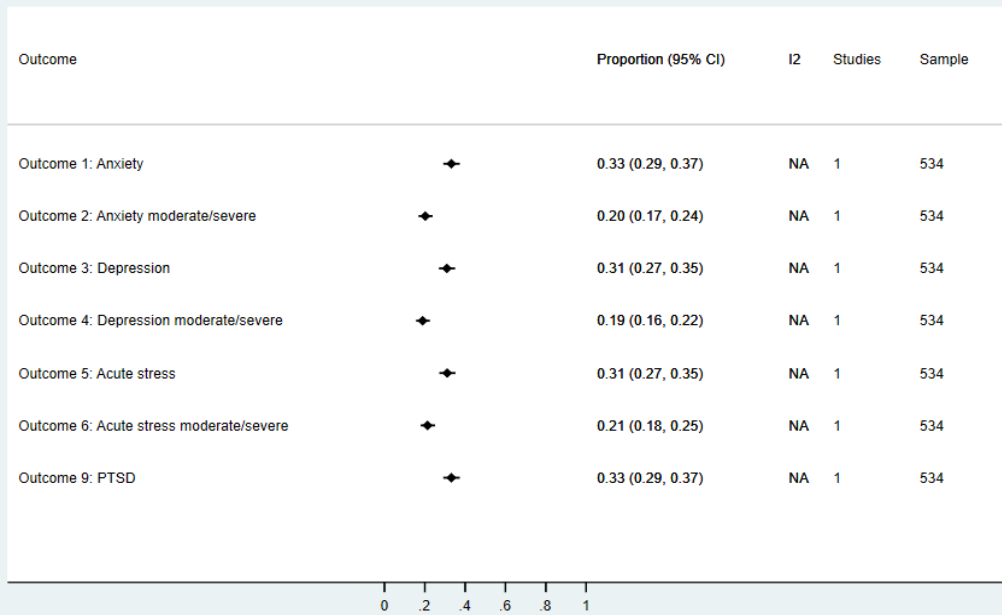 Outcome Proportion (95% CI) I2 Studies Sample
Outcome 1: Anxiety 0.33 (0.29, 0.37) NA 1 534
Outcome 2: Anxiety moderate/severe 0.20 (0.17, 0.24) NA 1 534
Outcome 3: Depression 0.31 (0.27, 0.35) NA 1 534
Outcome 4: Depression moderate/severe 0.19 (0.16, 0.22) NA 1 534
Outcome 5: Acute stress 0.31 (0.27, 0.35) NA 1 534
Outcome 6: Acute stress moderate/severe 0.21 (0.18, 0.25) NA 1 534
Outcome 9: PTSD 0.33 (0.29, 0.37) NA 1 534
0 .2 .4 .6 .8 1